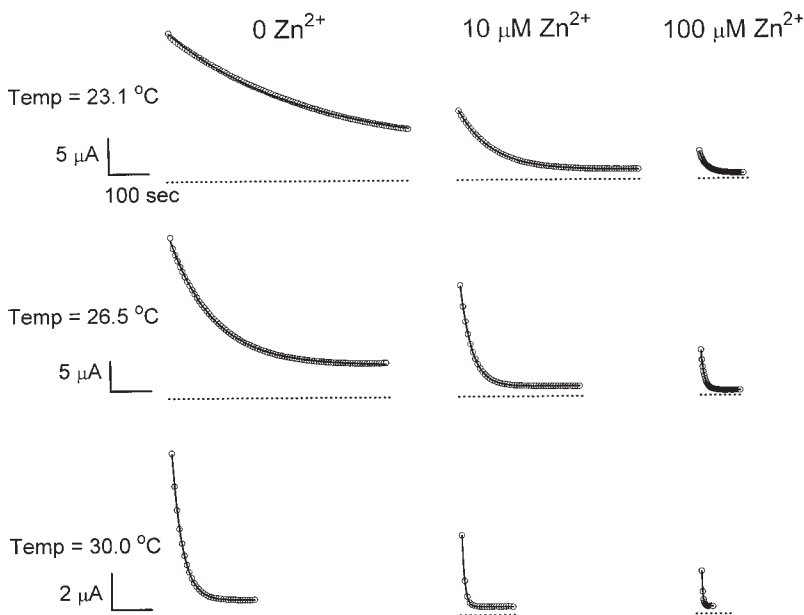 0 Zn²⁺
10 μM Zn²⁺
100 μM Zn²⁺
Temp = 23.1 °C
5 μA
100 sec
Temp = 26.5 °C
5 μA
Temp = 30.0 °C
2 μA